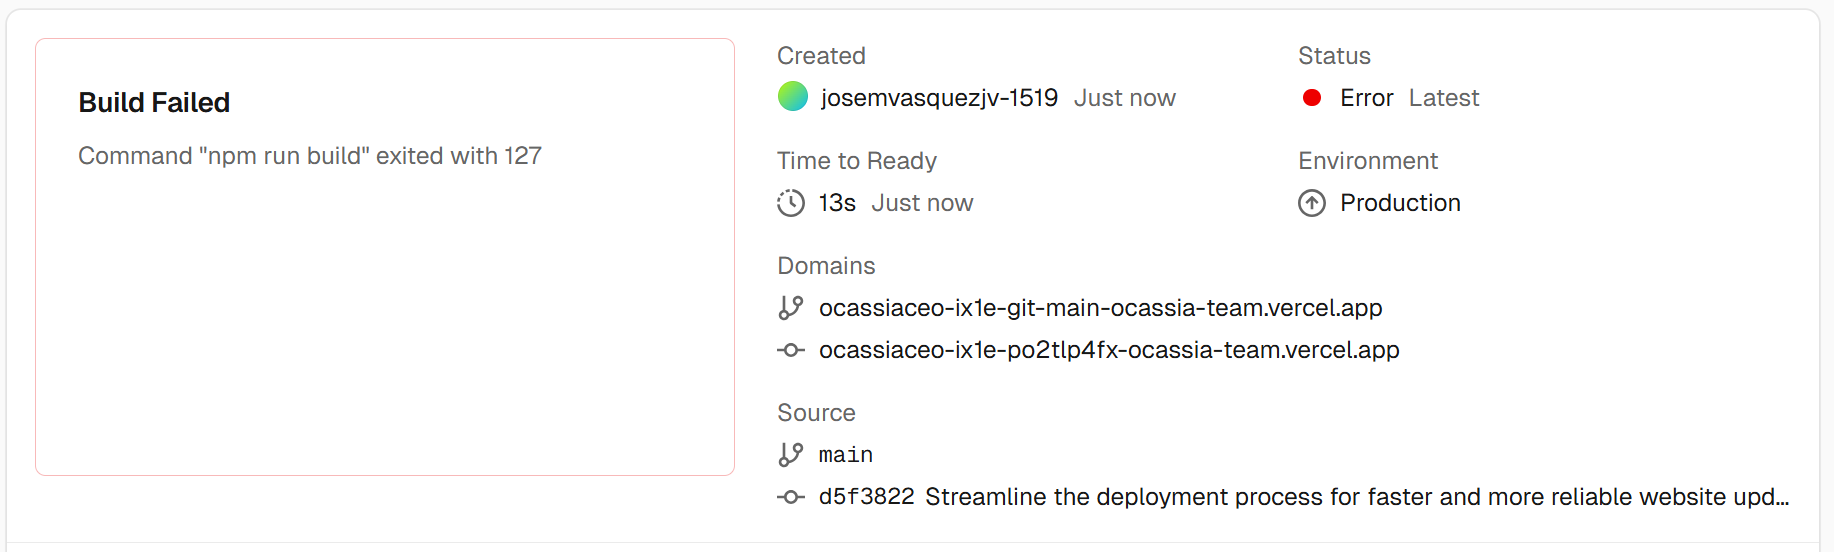 Build Failed
Command "npm run build" exited with 127
Created
josemvasquezjv-1519 Just now
Status
Error Latest
Time to Ready
13s Just now
Environment
Production
Domains
ocassiaceo-ix1e-git-main-ocassia-team.vercel.app
ocassiaceo-ix1e-po2tlp4fx-ocassia-team.vercel.app
Source
main
d5f3822 Streamline the deployment process for faster and more reliable website upd...